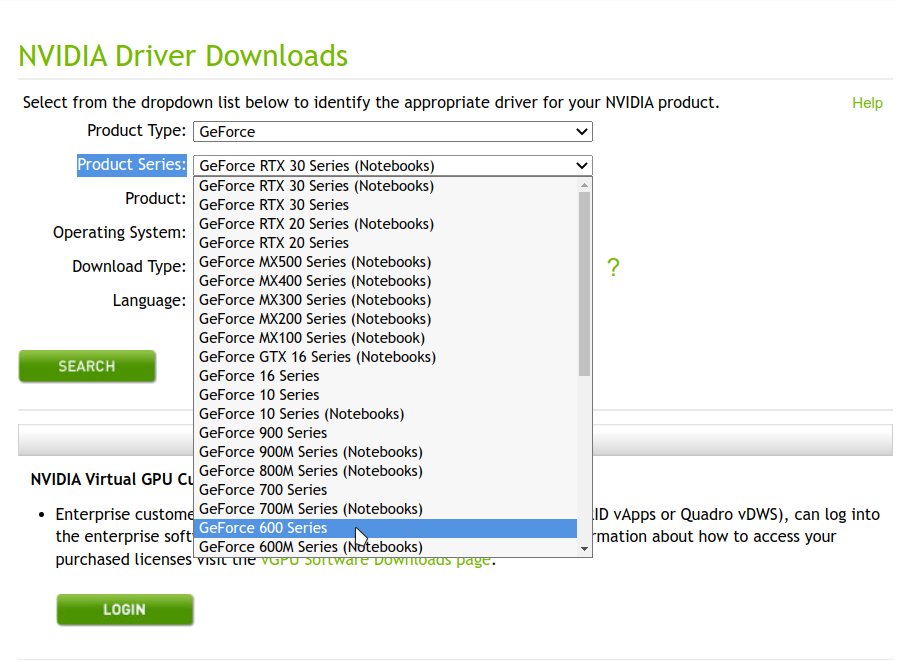 NVIDIA Driver Downloads
Select from the dropdown list below to identify the appropriate driver for your NVIDIA product.
Help
Product Type: GeForce
Product Series: GeForce RTX 30 Series (Notebooks)
GeForce RTX 30 Series (Notebooks)
Product:
GeForce RTX 30 Series
GeForce RTX 20 Series (Notebooks)
Operating System:
GeForce RTX 20 Series
GeForce MX500 Series (Notebooks)
Download Type:
?
GeForce MX400 Series (Notebooks)
Language:
GeForce MX300 Series (Notebooks)
GeForce MX200 Series (Notebooks)
GeForce MX100 Series (Notebook)
GeForce GTX 16 Series (Notebooks)
SEARCH
GeForce 16 Series
GeForce 10 Series
GeForce 10 Series (Notebooks)
GeForce 900 Series
GeForce 900M Series (Notebooks)
GeForce 800M Series (Notebooks)
NVIDIA Virtual GPU Cu
GeForce 700 Series
GeForce 700M Series (Notebooks)
• Enterprise custome
ID vApps or Quadro vDWS), can log into
GeForce 600 Series
the enterprise soft
rmation about how to access your
GeForce 600M Series (Notebooks)
purchased licenses visit the vGPU Software Downloads page.
LOGIN